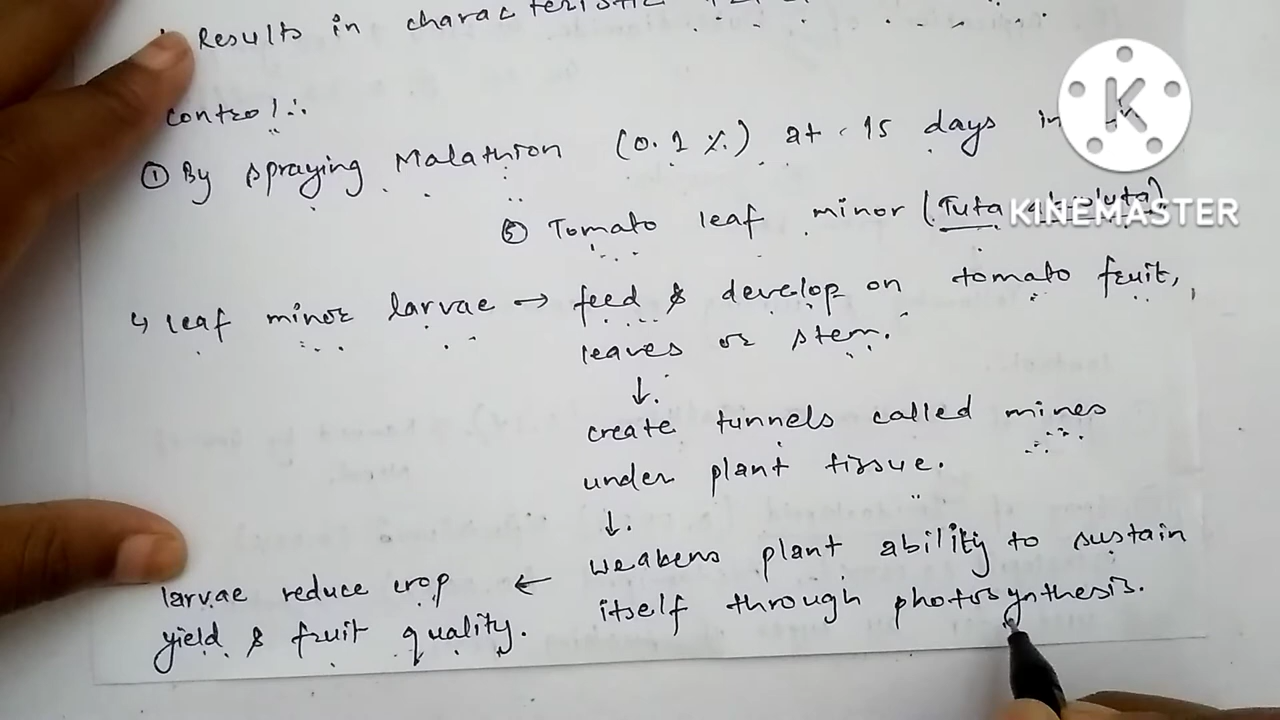 Results in characteristic
control:
① By spraying Malathion (0.1 %) at 15 days
⑤ Tomato leaf minor (Tuta absoluta)
KINEMASTER
↳ leaf minor larvae → feed & develop on tomato fruit,
leaves or stem.
↓
create tunnels called mines
under plant tissue.
↓
weakens plant ability to sustain
itself through photosynthesis.
← larvae reduce crop
yield & fruit quality.